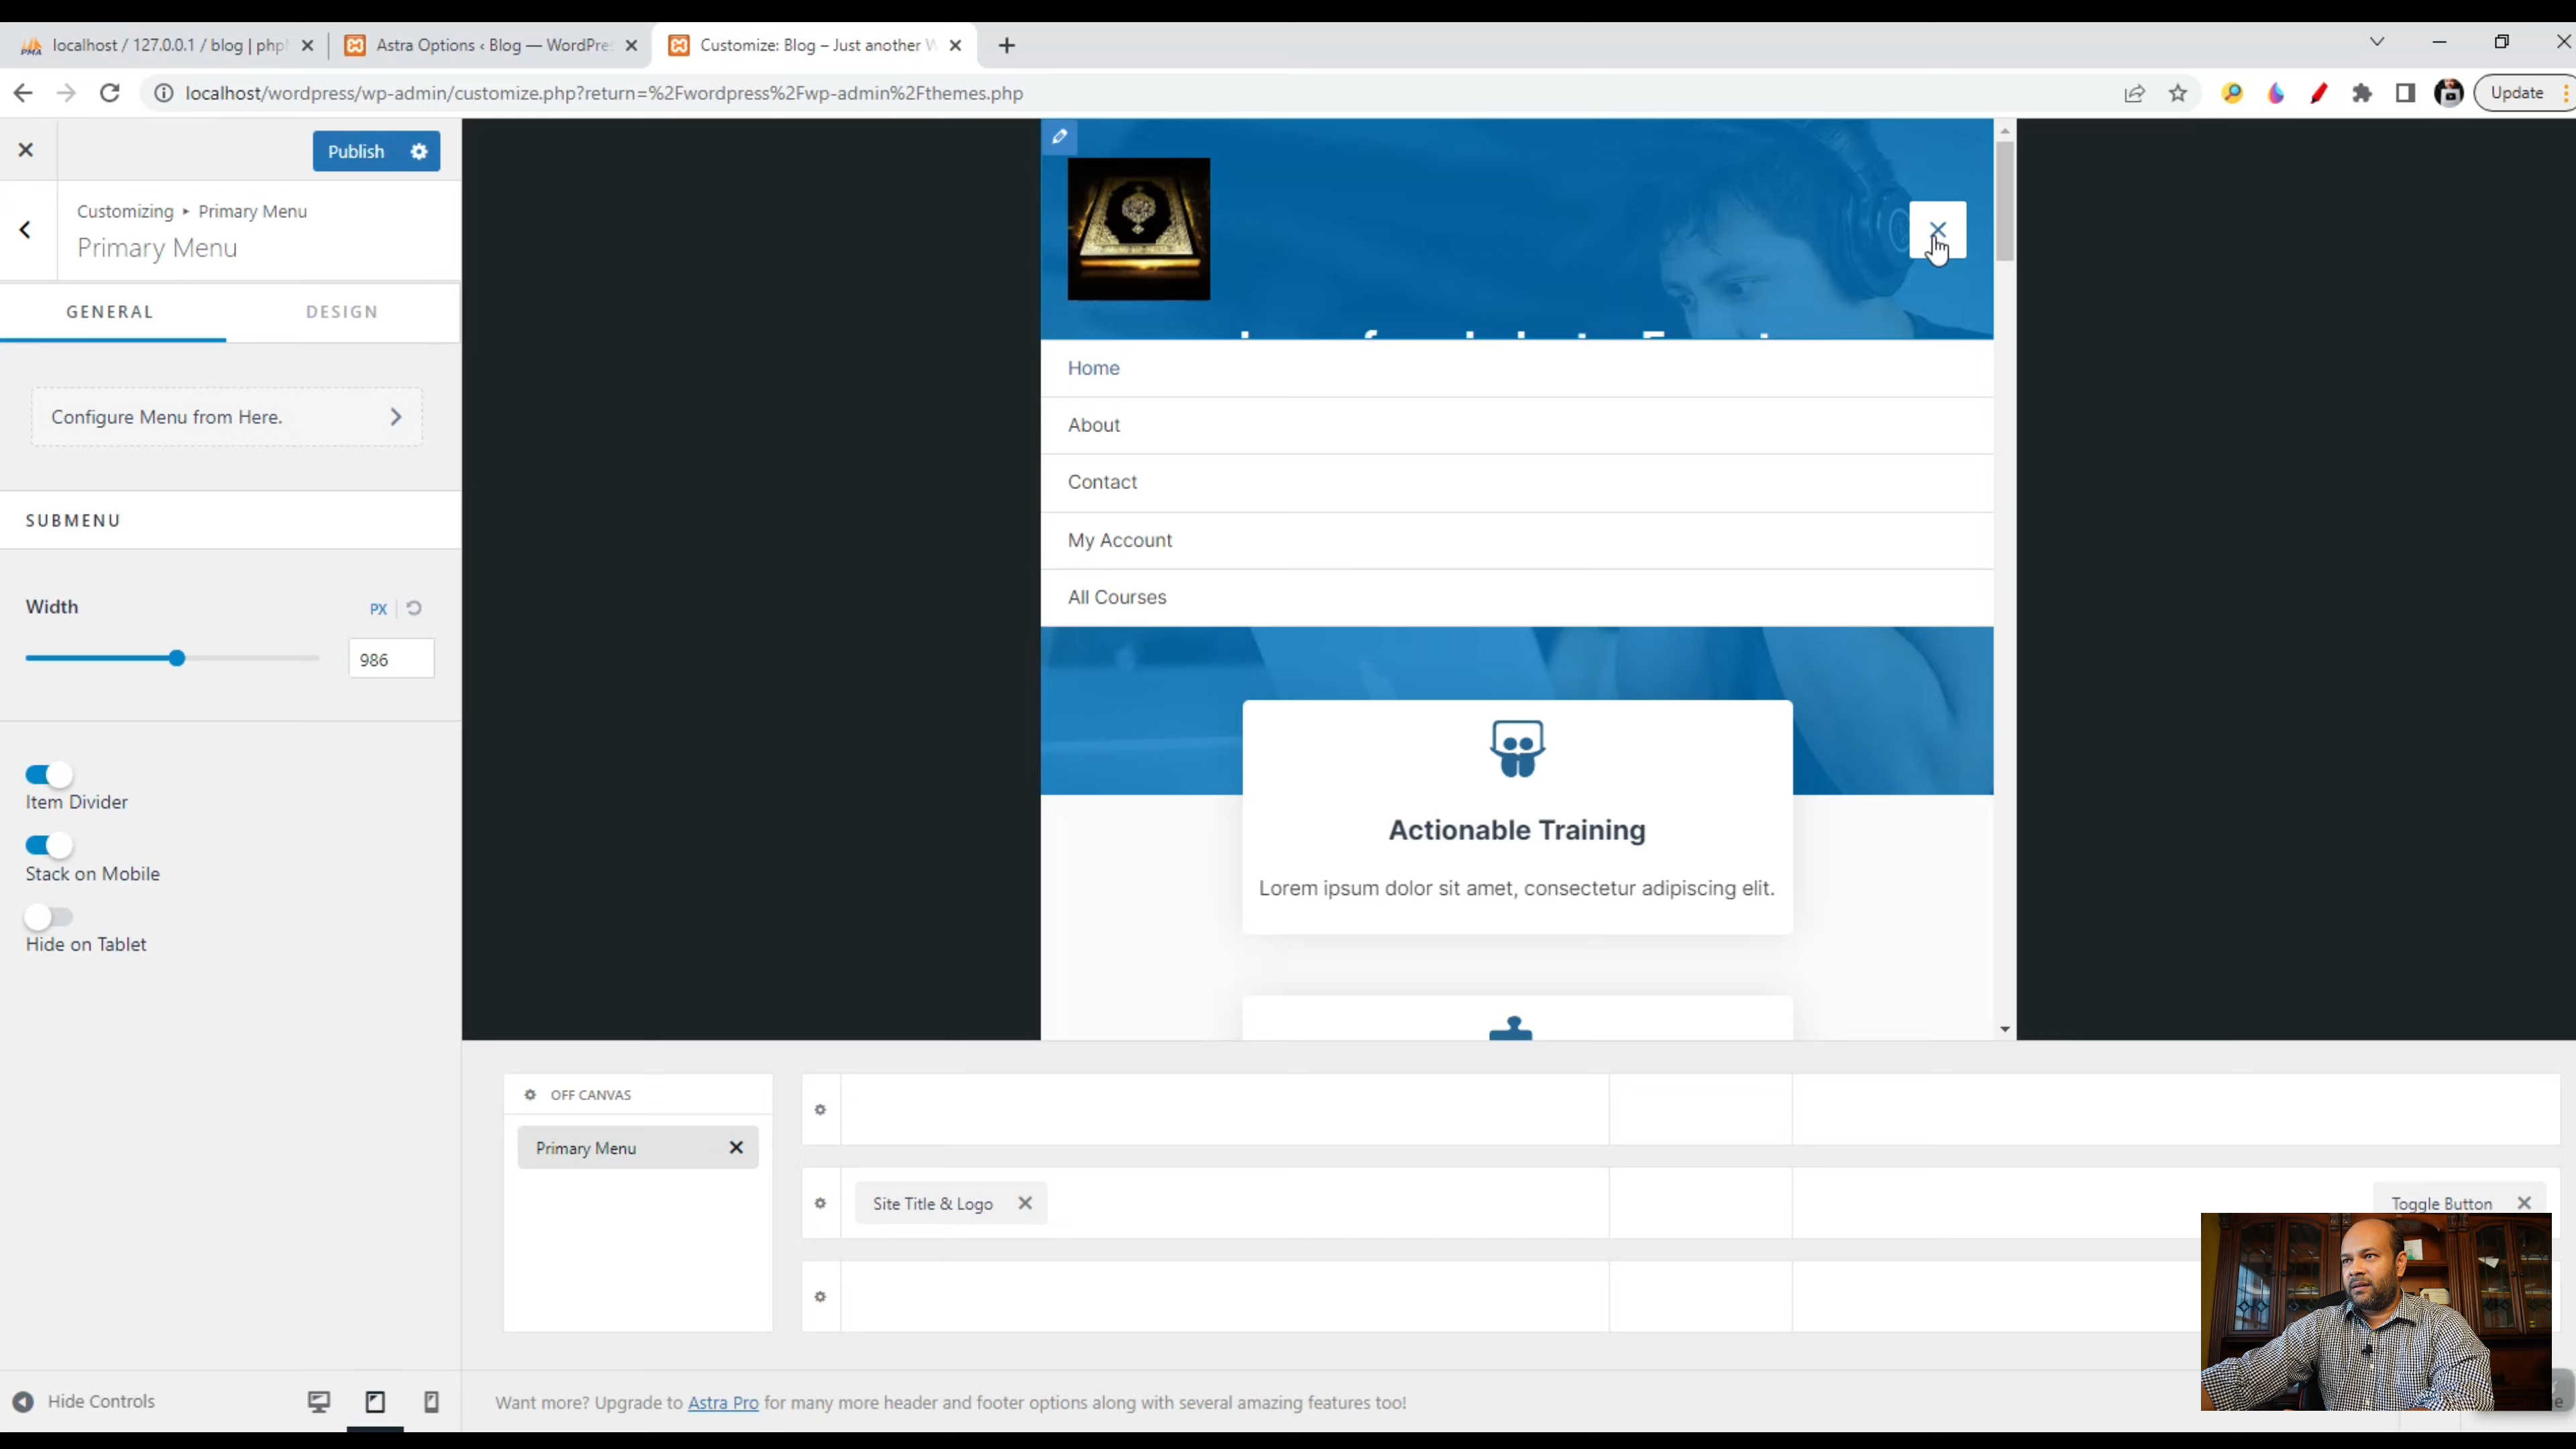 localhost / 127.0.0.1 / blog | phpl
Astra Options ‹ Blog — WordPres
Customize: Blog – Just another W
localhost/wordpress/wp-admin/customize.php?return=%2Fwordpress%2Fwp-admin%2Fthemes.php
Update
Publish
Customizing ▸ Primary Menu
Primary Menu
GENERAL
DESIGN
Configure Menu from Here.
SUBMENU
Width
PX
986
Item Divider
Stack on Mobile
Hide on Tablet
Home
About
Contact
My Account
All Courses
Actionable Training
Lorem ipsum dolor sit amet, consectetur adipiscing elit.
OFF CANVAS
Primary Menu
Site Title & Logo
Toggle Button
Hide Controls
Want more? Upgrade to Astra Pro for many more header and footer options along with several amazing features too!